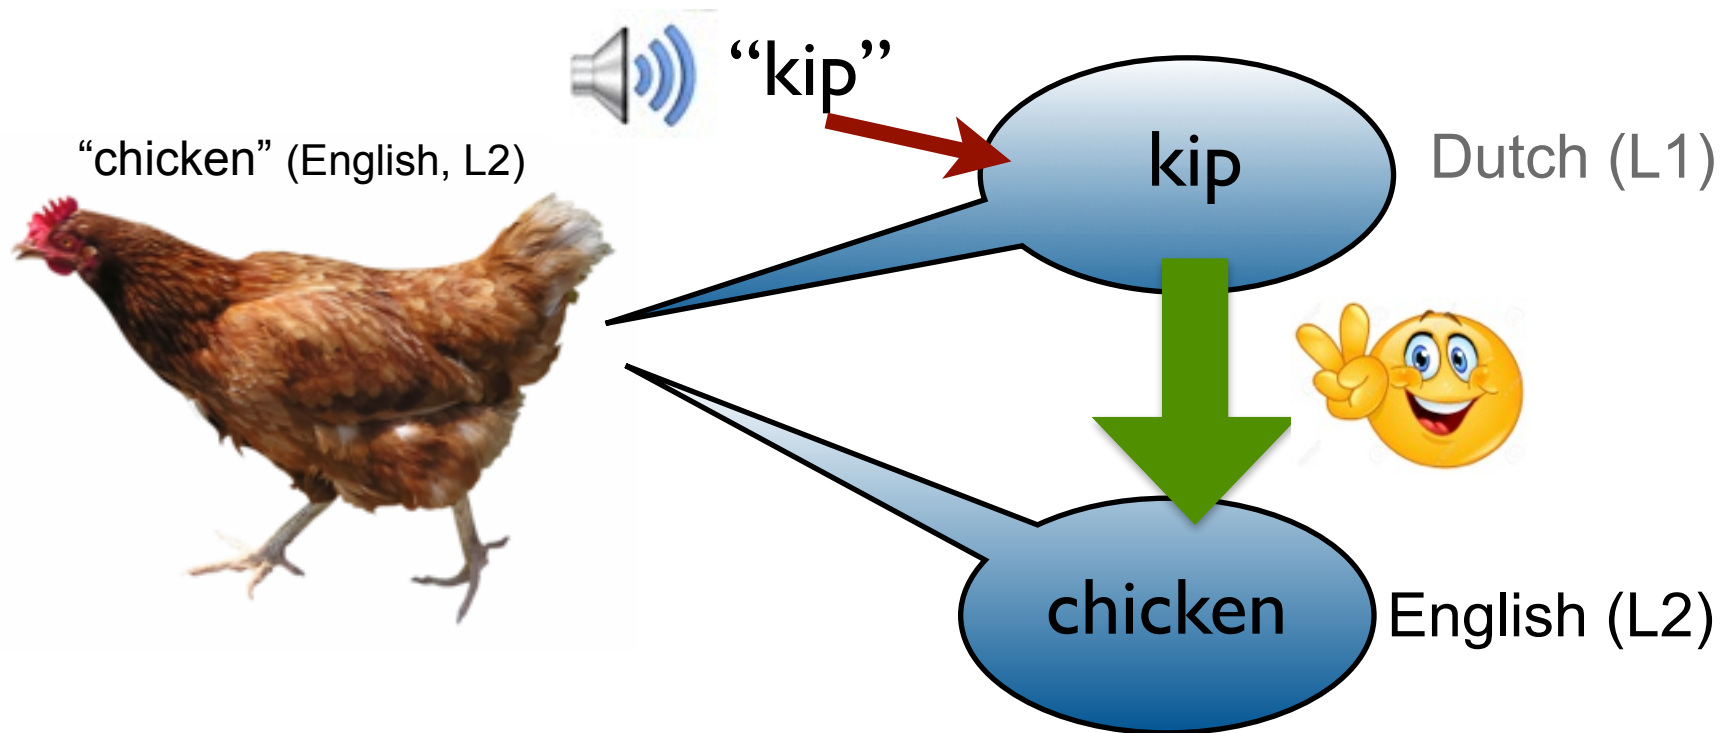 “kip”
“chicken” (English, L2)
kip
Dutch (L1)
chicken
English (L2)